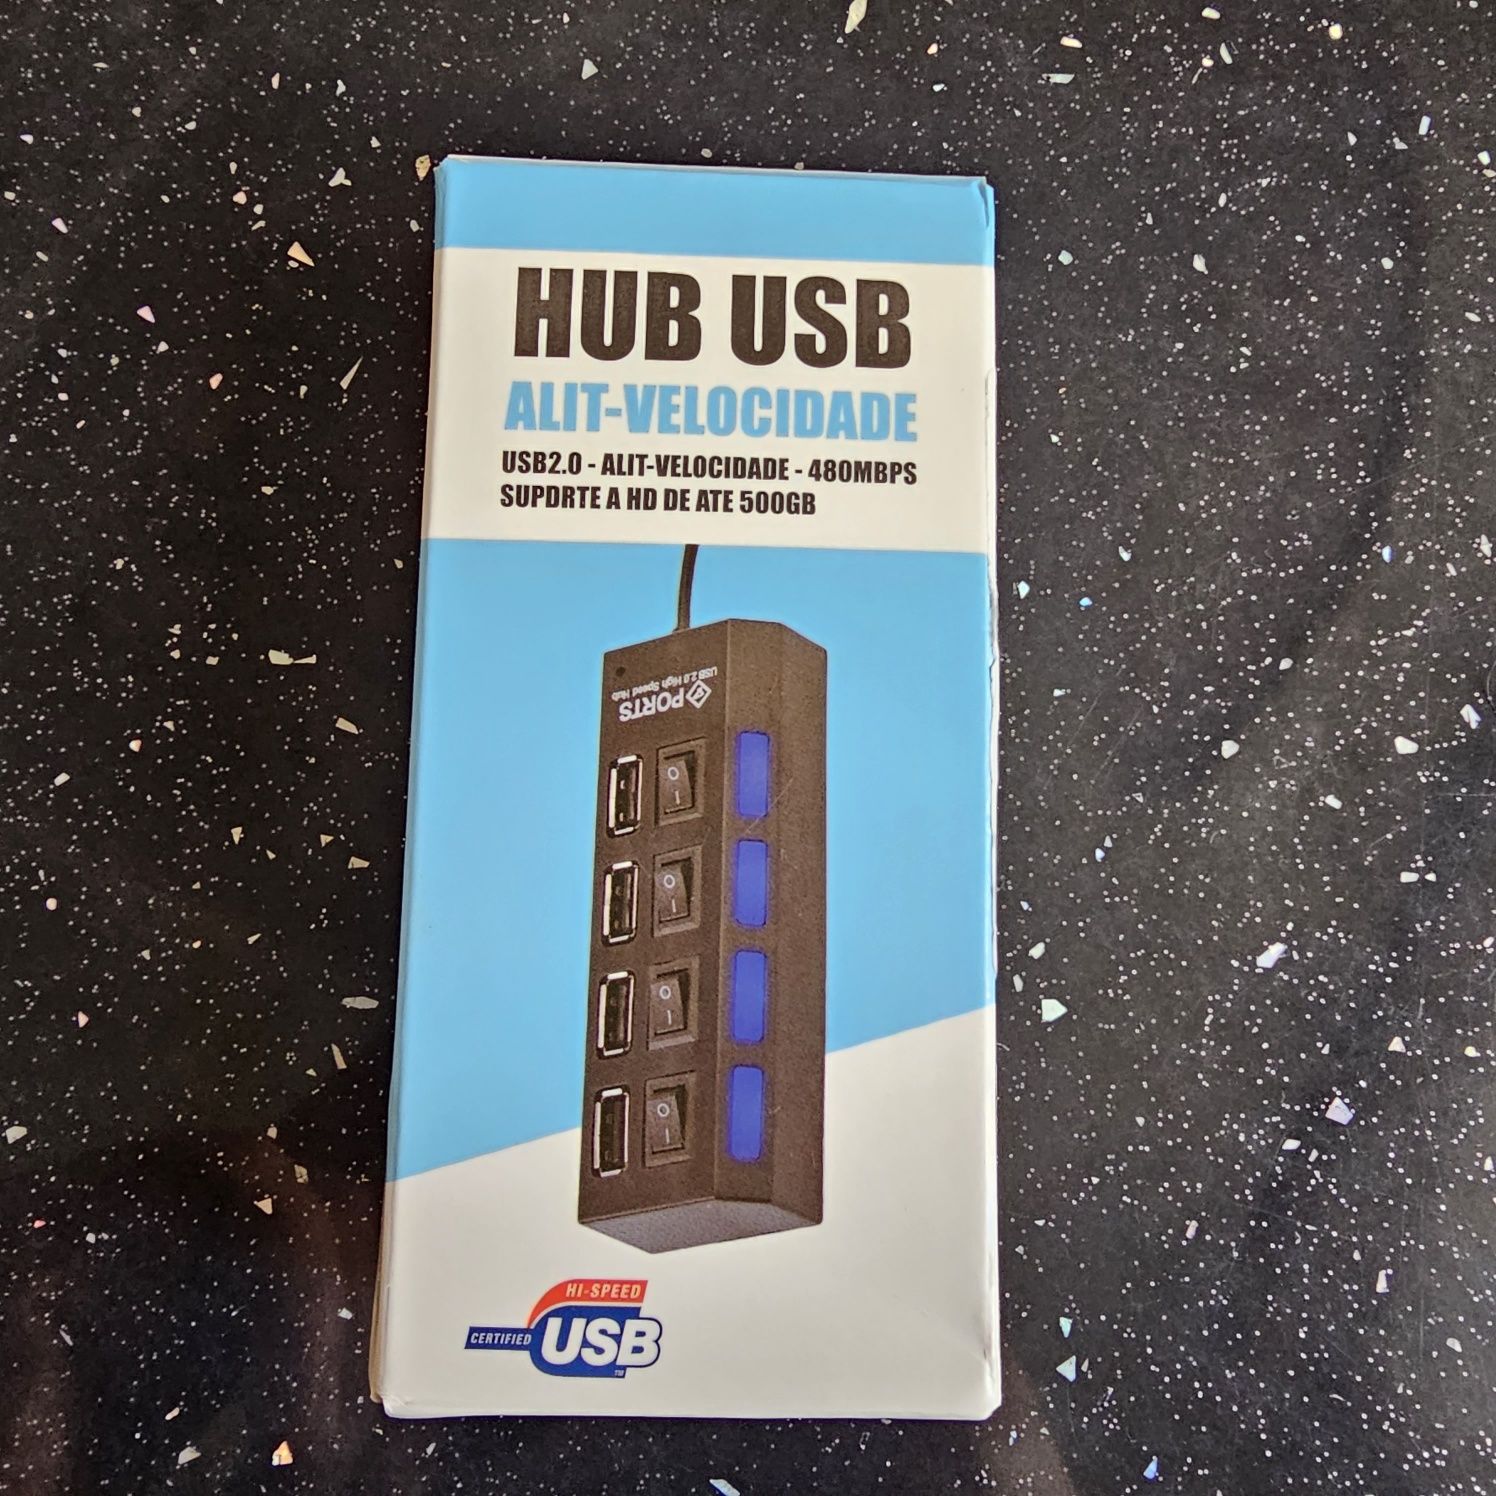 HUB USB
ALIT-VELOCIDADE
USB2.0 - ALIT-VELOCIDADE - 480MBPS
SUPDRTE A HD DE ATE 500GB
USB 2.0 High Speed Hub
PORTS
O
I
O
I
O
I
O
I
HI-SPEED
CERTIFIED USB
TM